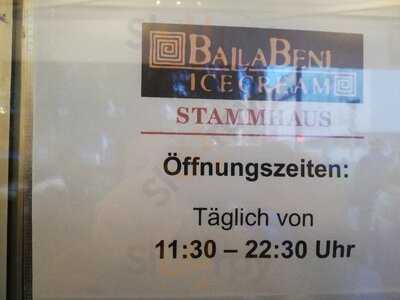 BALLABENI
ICECREAM
STAMMHAUS
Öffnungszeiten:
Täglich von
11:30 – 22:30 Uhr